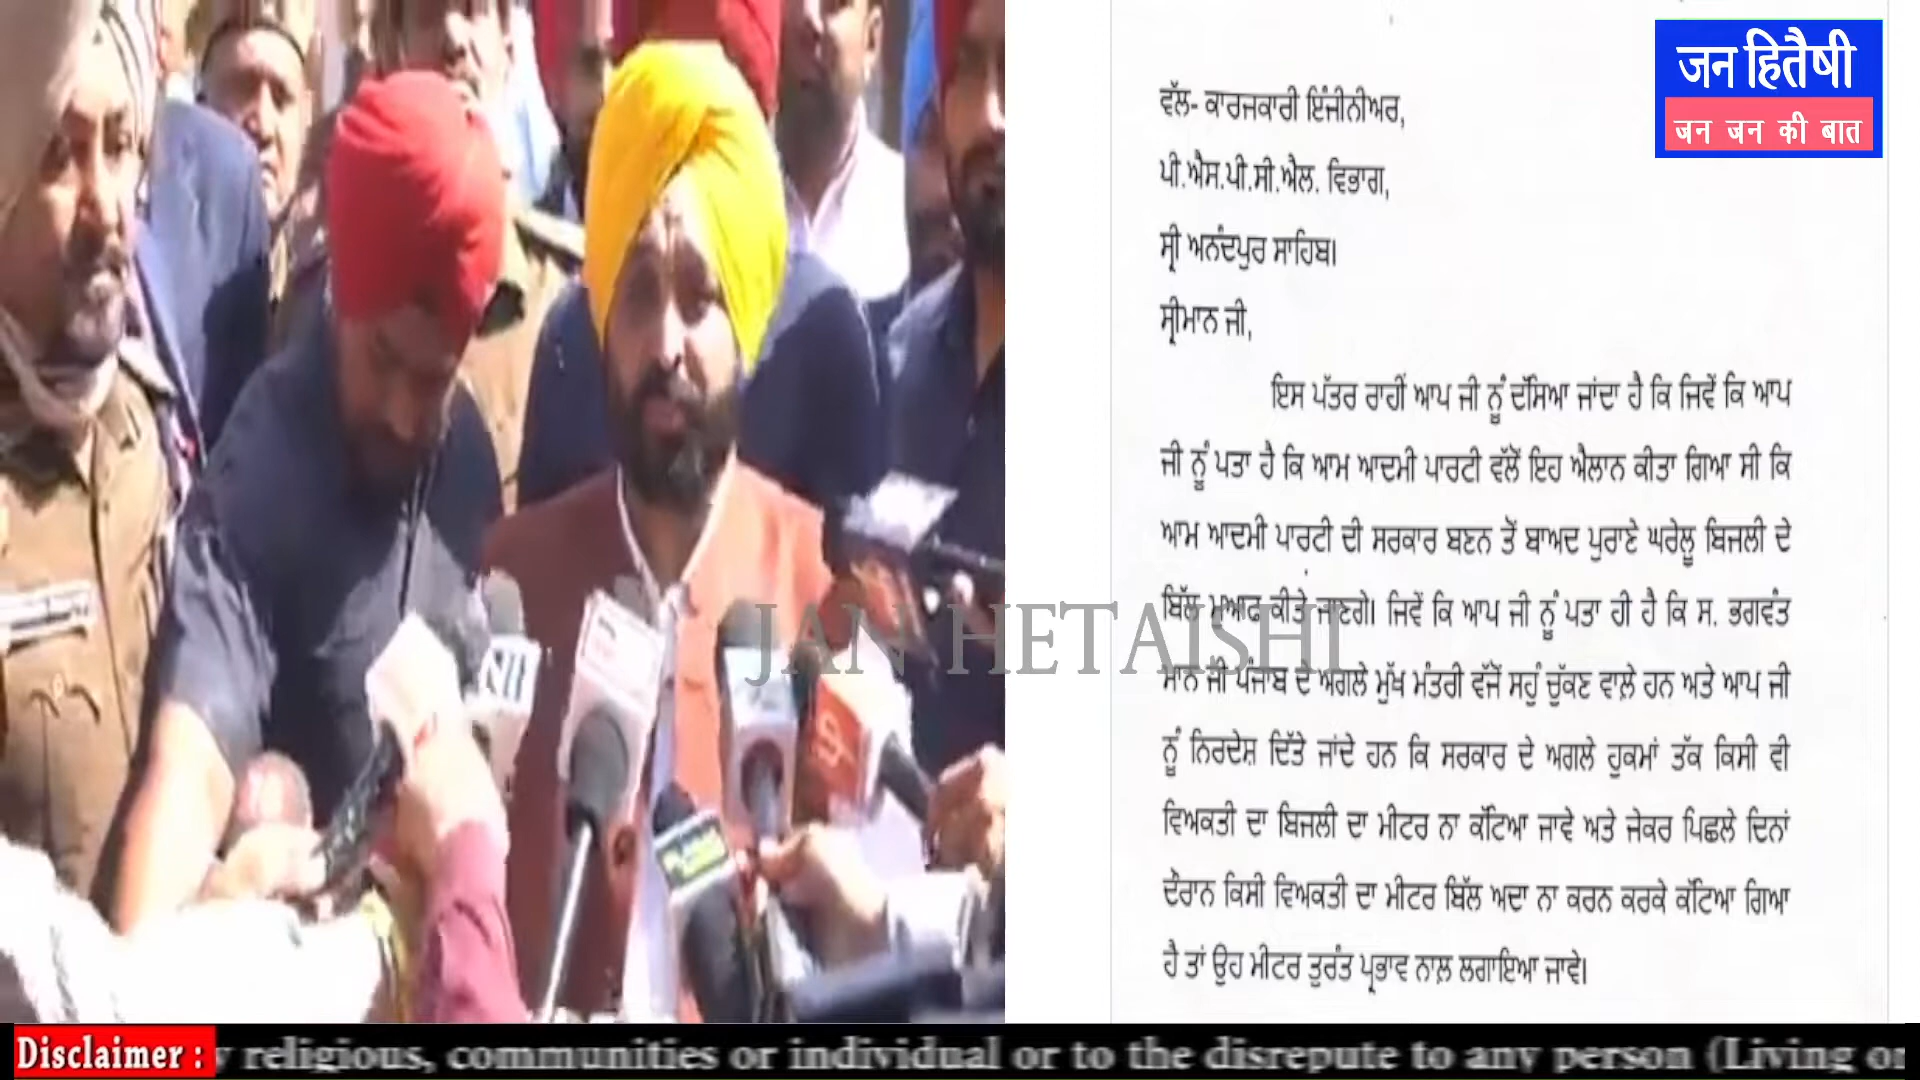 जन हितैषी
जन जन की बात
ਵੱਲ- ਕਾਰਜਕਾਰੀ ਇੰਜੀਨੀਅਰ,
ਪੀ.ਐਸ.ਪੀ.ਸੀ.ਐਲ. ਵਿਭਾਗ,
ਸ੍ਰੀ ਅਨੰਦਪੁਰ ਸਾਹਿਬ।
ਸ੍ਰੀਮਾਨ ਜੀ,
ਇਸ ਪੱਤਰ ਰਾਹੀਂ ਆਪ ਜੀ ਨੂੰ ਦੱਸਿਆ ਜਾਂਦਾ ਹੈ ਕਿ ਜਿਵੇਂ ਕਿ ਆਪ
ਜੀ ਨੂੰ ਪਤਾ ਹੈ ਕਿ ਆਮ ਆਦਮੀ ਪਾਰਟੀ ਵੱਲੋਂ ਇਹ ਐਲਾਨ ਕੀਤਾ ਗਿਆ ਸੀ ਕਿ
ਆਮ ਆਦਮੀ ਪਾਰਟੀ ਦੀ ਸਰਕਾਰ ਬਣਨ ਤੋਂ ਬਾਅਦ ਪੁਰਾਣੇ ਘਰੇਲੂ ਬਿਜਲੀ ਦੇ
ਬਿੱਲ ਮੁਆਫ ਕੀਤੇ ਜਾਣਗੇ। ਜਿਵੇਂ ਕਿ ਆਪ ਜੀ ਨੂੰ ਪਤਾ ਹੀ ਹੈ ਕਿ ਸ. ਭਗਵੰਤ
ਮਾਨ ਜੀ ਪੰਜਾਬ ਦੇ ਅਗਲੇ ਮੁੱਖ ਮੰਤਰੀ ਵੱਜੋਂ ਸਹੁੰ ਚੁੱਕਣ ਵਾਲ਼ੇ ਹਨ ਅਤੇ ਆਪ ਜੀ
ਨੂੰ ਨਿਰਦੇਸ਼ ਦਿੱਤੇ ਜਾਂਦੇ ਹਨ ਕਿ ਸਰਕਾਰ ਦੇ ਅਗਲੇ ਹੁਕਮਾਂ ਤੱਕ ਕਿਸੀ ਵੀ
ਵਿਅਕਤੀ ਦਾ ਬਿਜਲੀ ਦਾ ਮੀਟਰ ਨਾ ਕੱਟਿਆ ਜਾਵੇ ਅਤੇ ਜੇਕਰ ਪਿਛਲੇ ਦਿਨਾਂ
ਦੌਰਾਨ ਕਿਸੀ ਵਿਅਕਤੀ ਦਾ ਮੀਟਰ ਬਿੱਲ ਅਦਾ ਨਾ ਕਰਨ ਕਰਕੇ ਕੱਟਿਆ ਗਿਆ
ਹੈ ਤਾਂ ਉਹ ਮੀਟਰ ਤੁਰੰਤ ਪ੍ਰਭਾਵ ਨਾਲ਼ ਲਗਾਇਆ ਜਾਵੇ।
JAN HETAISHI
Disclaimer : y religious, communities or individual or to the disrepute to any person (Living or